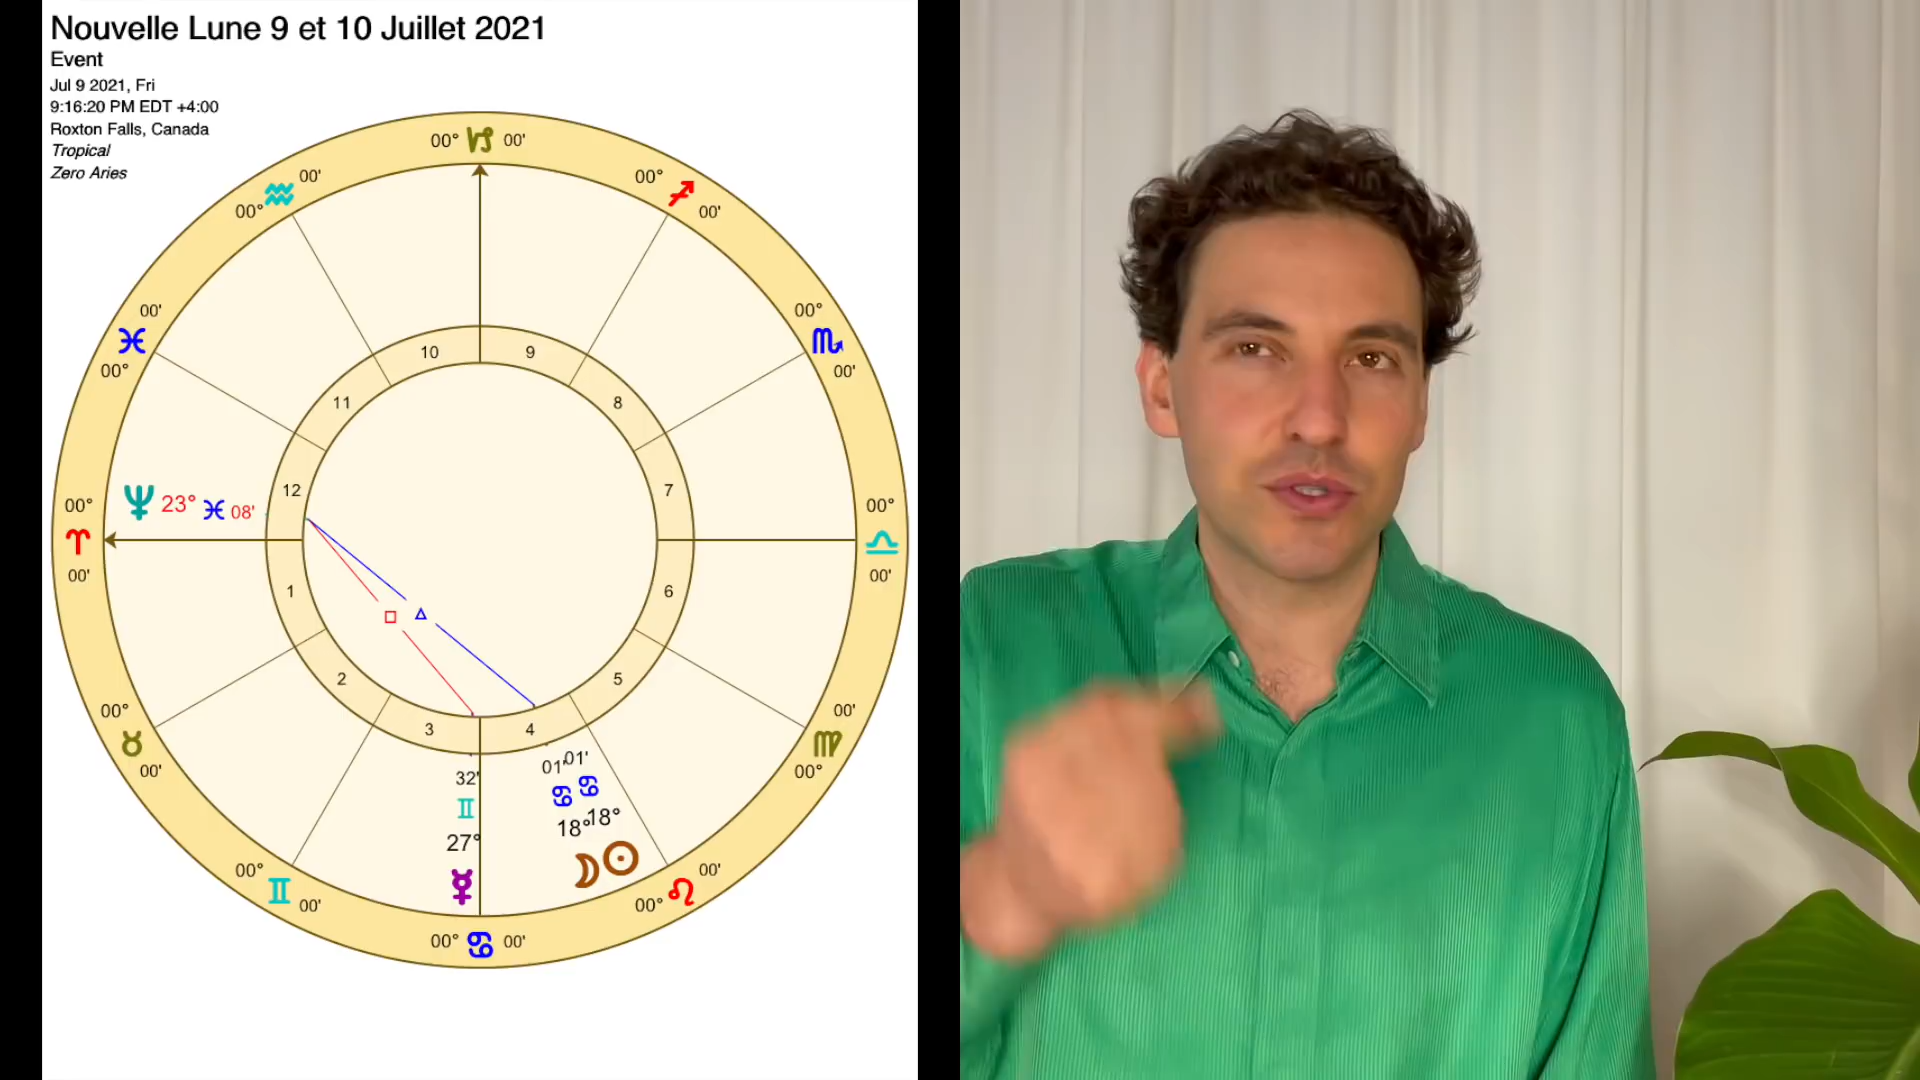 Nouvelle Lune 9 et 10 Juillet 2021
Event
Jul 9 2021, Fri
9:16:20 PM EDT +4:00
Roxton Falls, Canada
Tropical
Zero Aries
00° ♑ 00'
00° ♐ 00'
00° ♒ 00'
00° ♏ 00'
00° ♓ 00'
10 9
11 8
12 7
♆ 23° ♓ 08'
00° ♈ 00'
00° ♎ 00'
1 6
2 5
3 4
00° ♉ 00'
00° ♍ 00'
32' ♊ 27° ☿
01' ♋ 18° ☽
01' ♋ 18° ☉
00° ♊ 00'
00° ♌ 00'
00° ♋ 00'